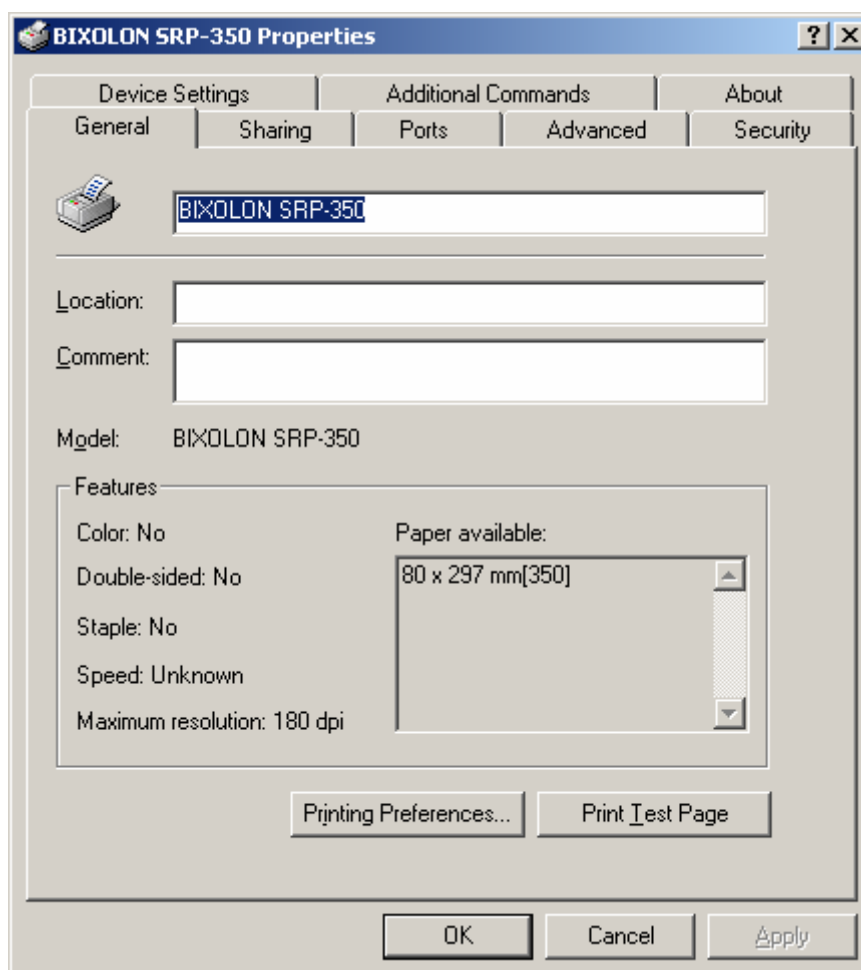 BIXOLON SRP-350 Properties
Device Settings Additional Commands About
General Sharing Ports Advanced Security
BIXOLON SRP-350
Location:
Comment:
Model: BIXOLON SRP-350
Features
Color: No Paper available:
Double-sided: No 80 x 297 mm[350]
Staple: No
Speed: Unknown
Maximum resolution: 180 dpi
Printing Preferences... Print Test Page
OK Cancel Apply